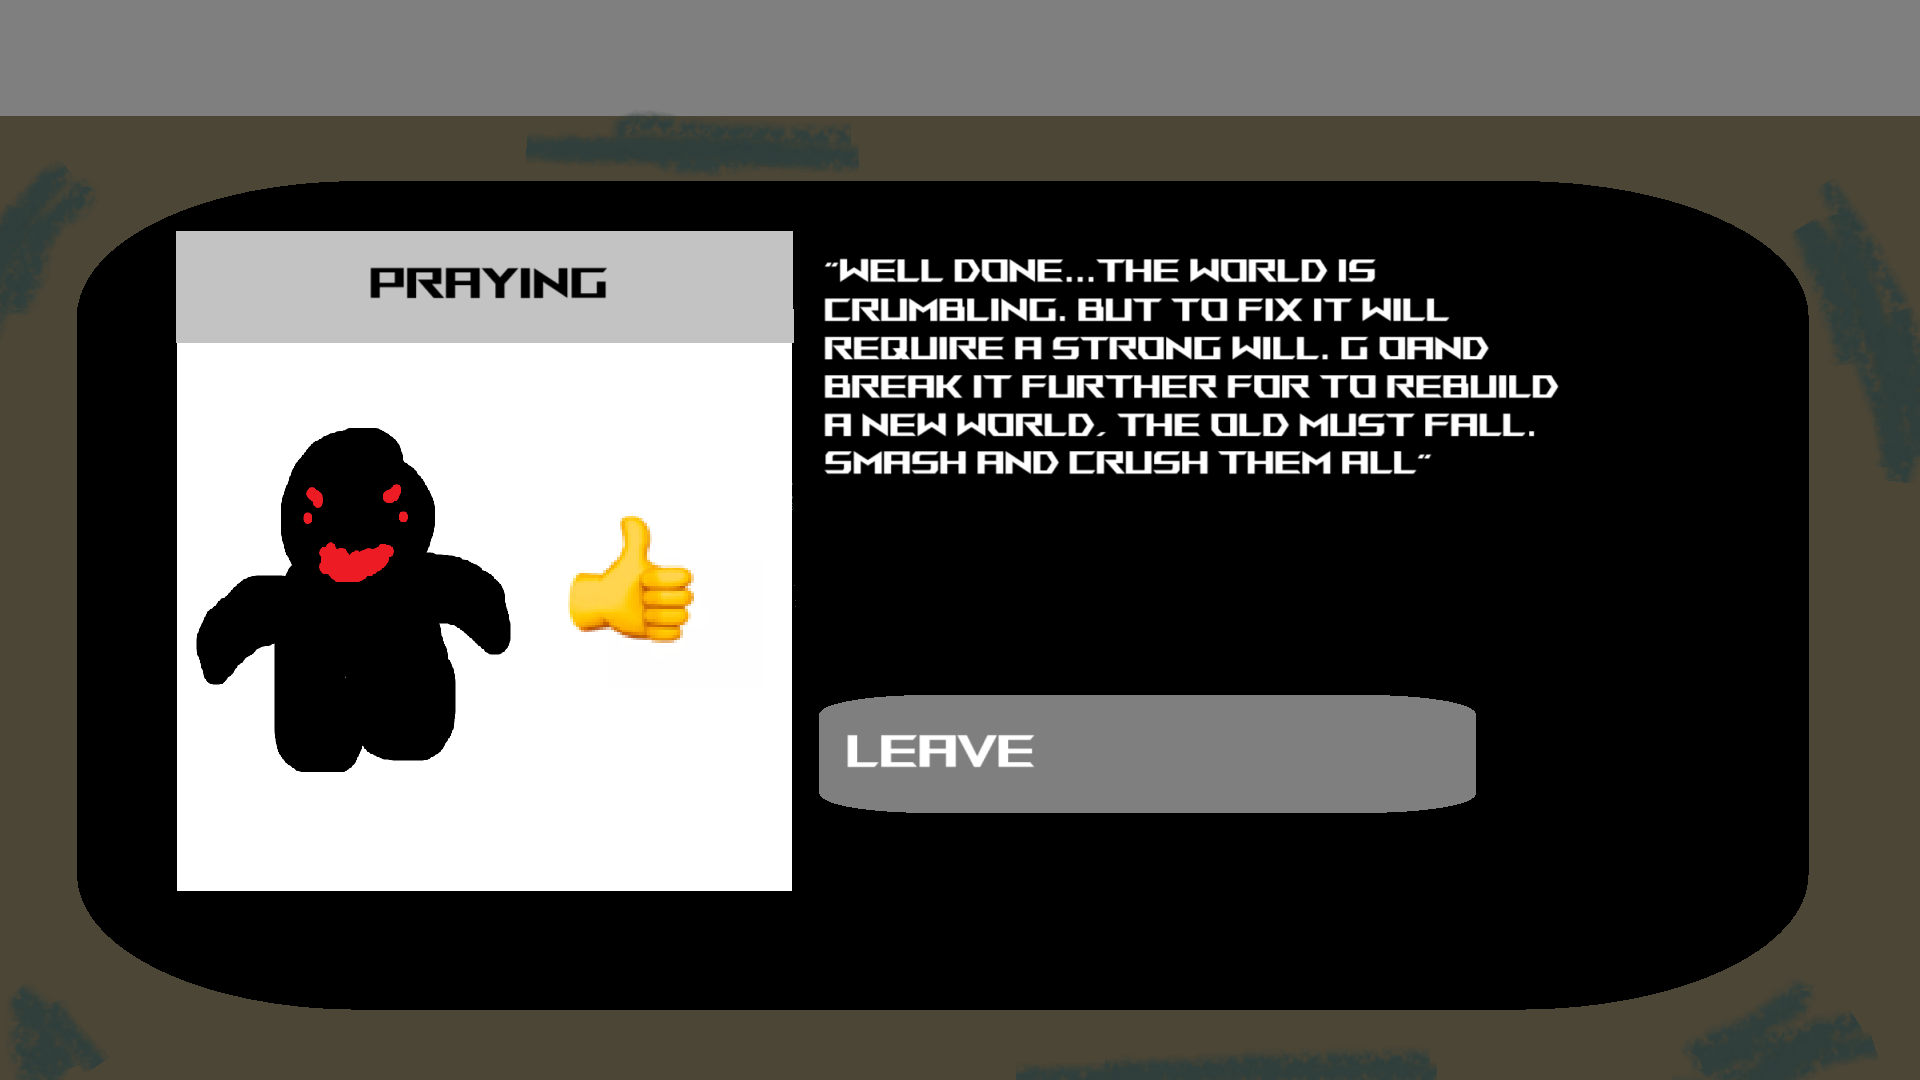 PRAYING
"WELL DONE...THE WORLD IS
CRUMBLING. BUT TO FIX IT WILL
REQUIRE A STRONG WILL. G OAND
BREAK IT FURTHER FOR TO REBUILD
A NEW WORLD, THE OLD MUST FALL.
SMASH AND CRUSH THEM ALL"
LEAVE